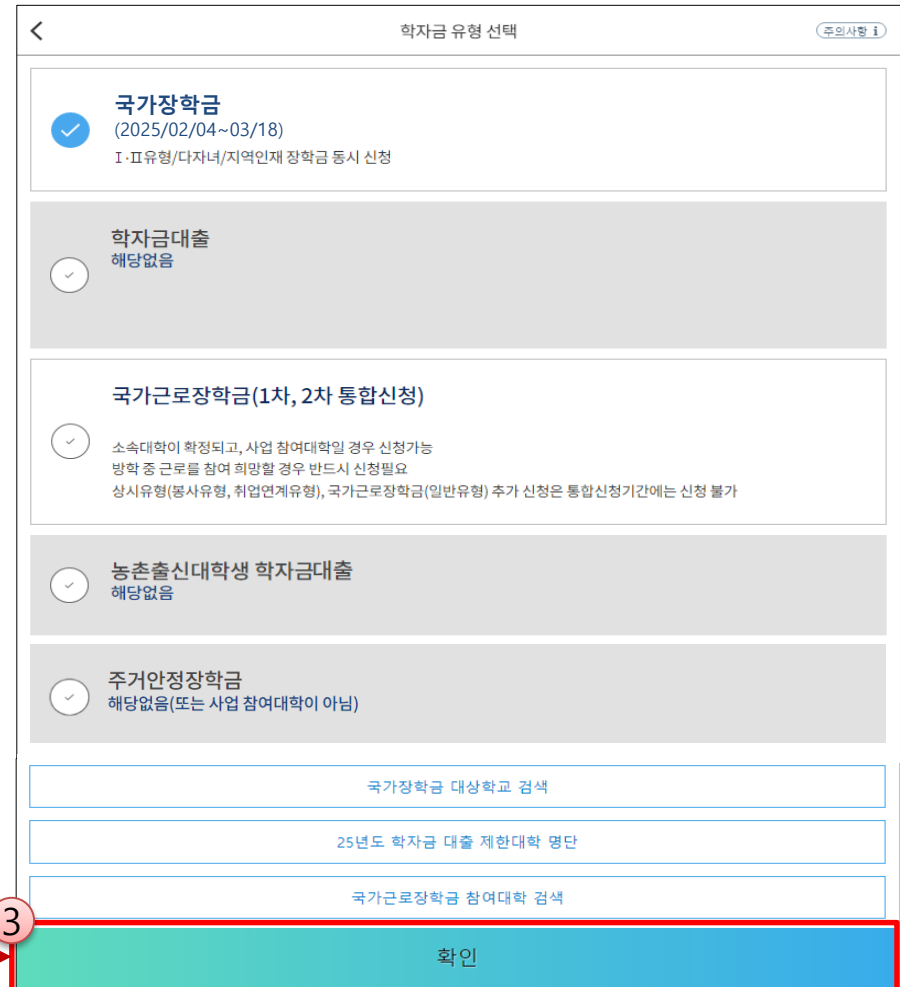 학자금 유형 선택
주의사항 i
국가장학금
(2025/02/04~03/18)
I·II유형/다자녀/지역인재 장학금 동시 신청
학자금대출
해당없음
국가근로장학금(1차, 2차 통합신청)
소속대학이 확정되고, 사업 참여대학일 경우 신청가능
방학 중 근로를 참여 희망할 경우 반드시 신청필요
상시유형(봉사유형, 취업연계유형), 국가근로장학금(일반유형) 추가 신청은 통합신청기간에는 신청 불가
농촌출신대학생 학자금대출
해당없음
주거안정장학금
해당없음(또는 사업 참여대학이 아님)
국가장학금 대상학교 검색
25년도 학자금 대출 제한대학 명단
국가근로장학금 참여대학 검색
3
확인